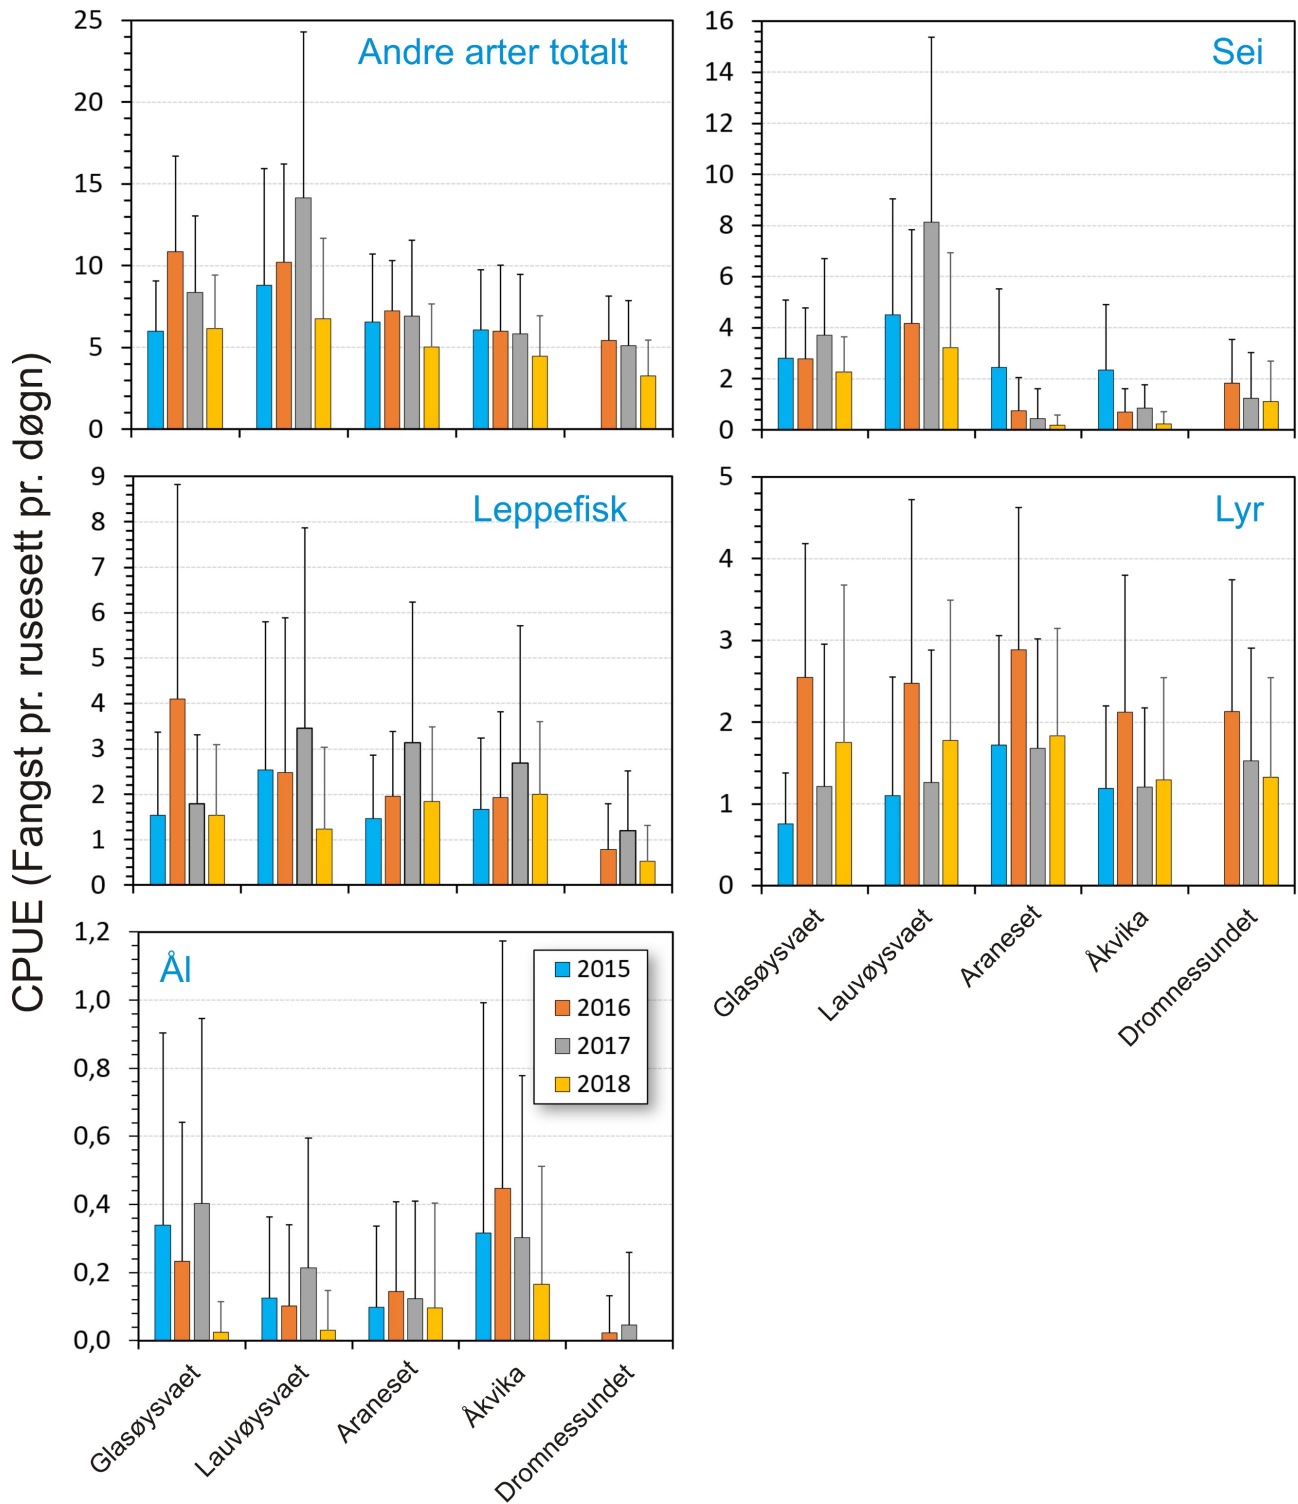 CPUE (Fangst pr. rusesett pr. døgn)
Andre arter totalt
25
20
15
10
5
0
Sei
16
14
12
10
8
6
4
2
0
Leppefisk
9
8
7
6
5
4
3
2
1
0
Lyr
5
4
3
2
1
0
Glasøysvaet
Lauvøysvaet
Araneset
Åkvika
Dromnessundet
Ål
1,2
1,0
0,8
0,6
0,4
0,2
0,0
2015
2016
2017
2018
Glasøysvaet
Lauvøysvaet
Araneset
Åkvika
Dromnessundet